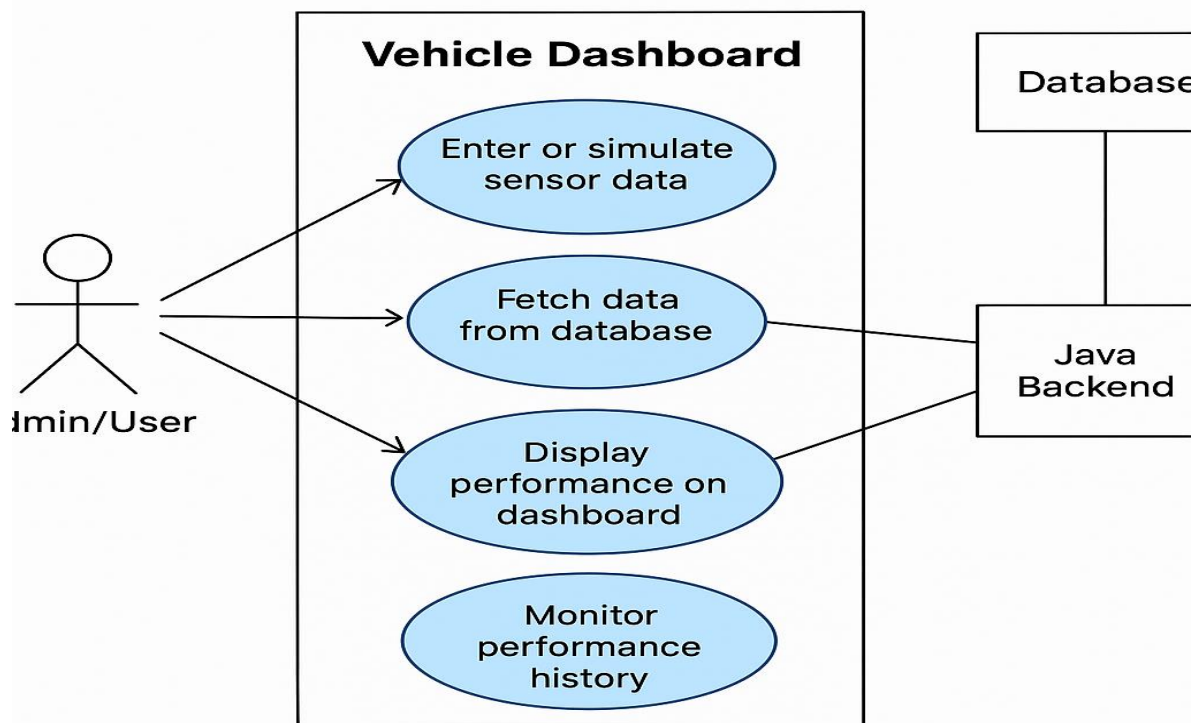 Vehicle Dashboard
Enter or simulate
sensor data
Fetch data
from database
Display
performance on
dashboard
Monitor
performance
history
dmin/User
Database
Java
Backend